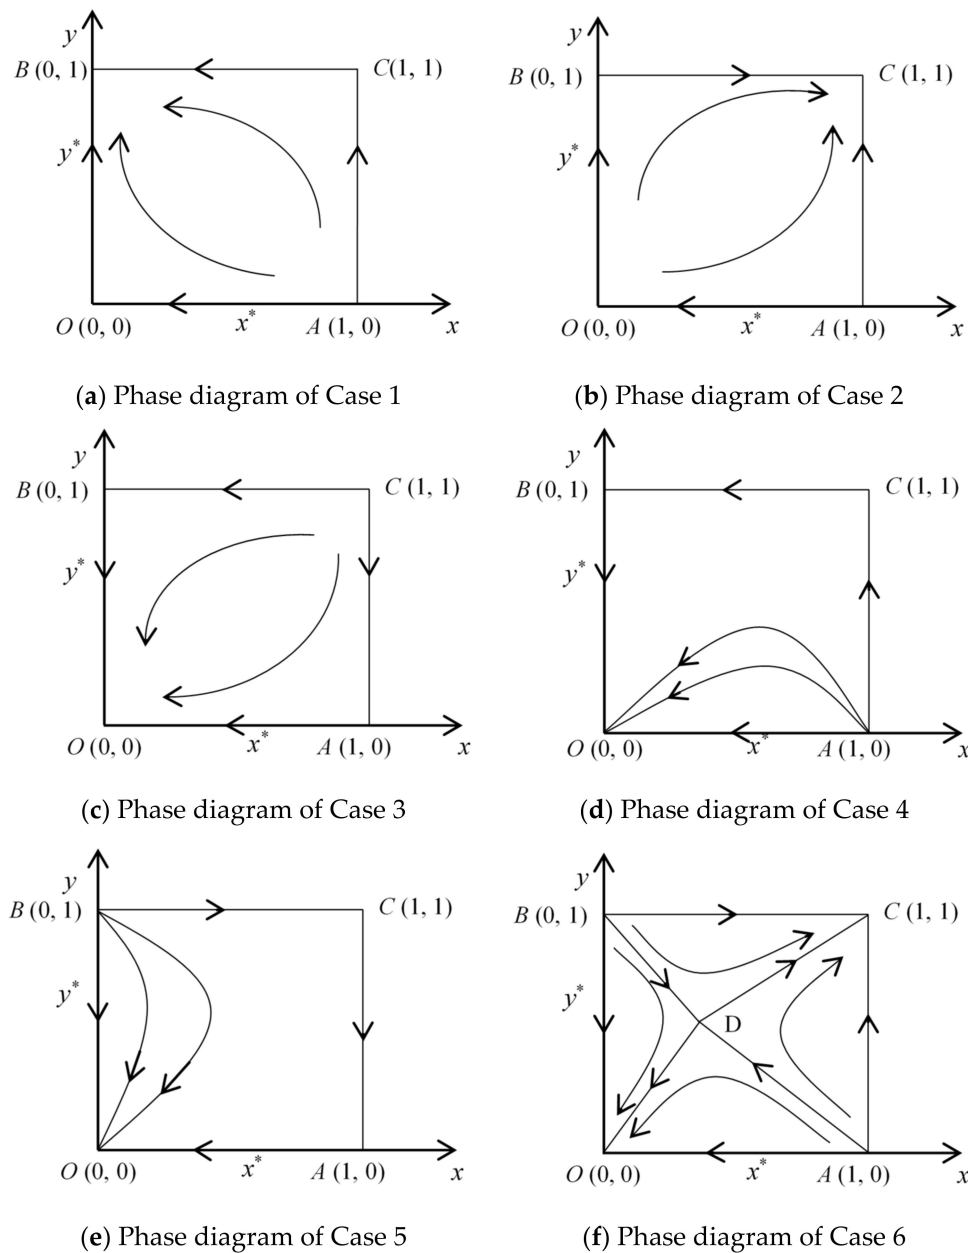 y
y
B (0, 1)
C(1, 1)
B (0, 1)
C (1, 1)
y*
y*
O (0, 0)
x*
A (1, 0)
x
O (0, 0)
x*
A (1, 0)
x
(a) Phase diagram of Case 1
(b) Phase diagram of Case 2
y
y
B (0, 1)
C (1, 1)
B (0, 1)
C (1, 1)
y*
y*
O (0, 0)
x*
A (1, 0)
x
O (0, 0)
x*
A (1, 0)
x
(c) Phase diagram of Case 3
(d) Phase diagram of Case 4
y
y
B (0, 1)
C (1, 1)
B (0, 1)
C (1, 1)
y*
y*
D
O (0, 0)
x*
A (1, 0)
x
O (0, 0)
x*
A (1, 0)
x
(e) Phase diagram of Case 5
(f) Phase diagram of Case 6